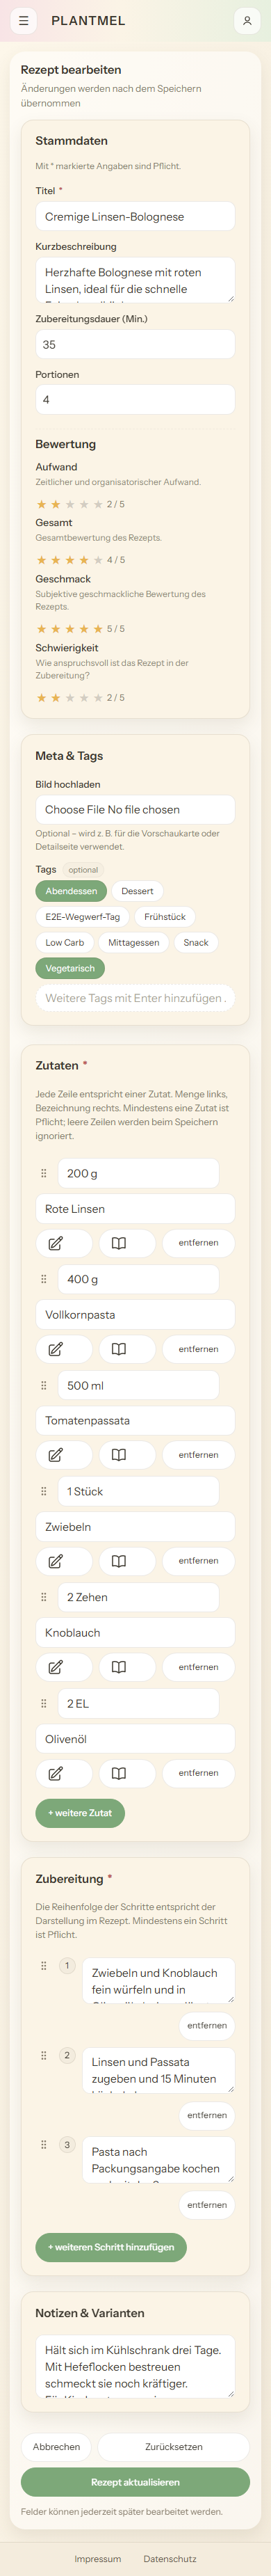 PLANTMEL
Rezept bearbeiten
Änderungen werden nach dem Speichern
übernommen
Stammdaten
Mit * markierte Angaben sind Pflicht.
Titel *
Cremige Linsen-Bolognese
Kurzbeschreibung
Herzhafte Bolognese mit roten
Linsen, ideal für die schnelle
Zubereitungsdauer (Min.)
35
Portionen
4
Bewertung
Aufwand
Zeitlicher und organisatorischer Aufwand.
★ ★ ★ ★ ★ 2 / 5
Gesamt
Gesamtbewertung des Rezepts.
★ ★ ★ ★ ★ 4 / 5
Geschmack
Subjektive geschmackliche Bewertung des
Rezepts.
★ ★ ★ ★ ★ 5 / 5
Schwierigkeit
Wie anspruchsvoll ist das Rezept in der
Zubereitung?
★ ★ ★ ★ ★ 2 / 5
Meta & Tags
Bild hochladen
Choose File No file chosen
Optional – wird z. B. für die Vorschaukarte oder
Detailseite verwendet.
Tags optional
Abendessen Dessert
E2E-Wegwerf-Tag Frühstück
Low Carb Mittagessen Snack
Vegetarisch
Weitere Tags mit Enter hinzufügen .
Zutaten *
Jede Zeile entspricht einer Zutat. Menge links,
Bezeichnung rechts. Mindestens eine Zutat ist
Pflicht; leere Zeilen werden beim Speichern
ignoriert.
200 g
Rote Linsen
entfernen
400 g
Vollkornpasta
entfernen
500 ml
Tomatenpassata
entfernen
1 Stück
Zwiebeln
entfernen
2 Zehen
Knoblauch
entfernen
2 EL
Olivenöl
entfernen
+ weitere Zutat
Zubereitung *
Die Reihenfolge der Schritte entspricht der
Darstellung im Rezept. Mindestens ein Schritt
ist Pflicht.
1 Zwiebeln und Knoblauch
fein würfeln und in
entfernen
2 Linsen und Passata
zugeben und 15 Minuten
entfernen
3 Pasta nach
Packungsangabe kochen
entfernen
+ weiteren Schritt hinzufügen
Notizen & Varianten
Hält sich im Kühlschrank drei Tage.
Mit Hefeflocken bestreuen
schmeckt sie noch kräftiger.
Abbrechen Zurücksetzen
Rezept aktualisieren
Felder können jederzeit später bearbeitet werden.
Impressum Datenschutz